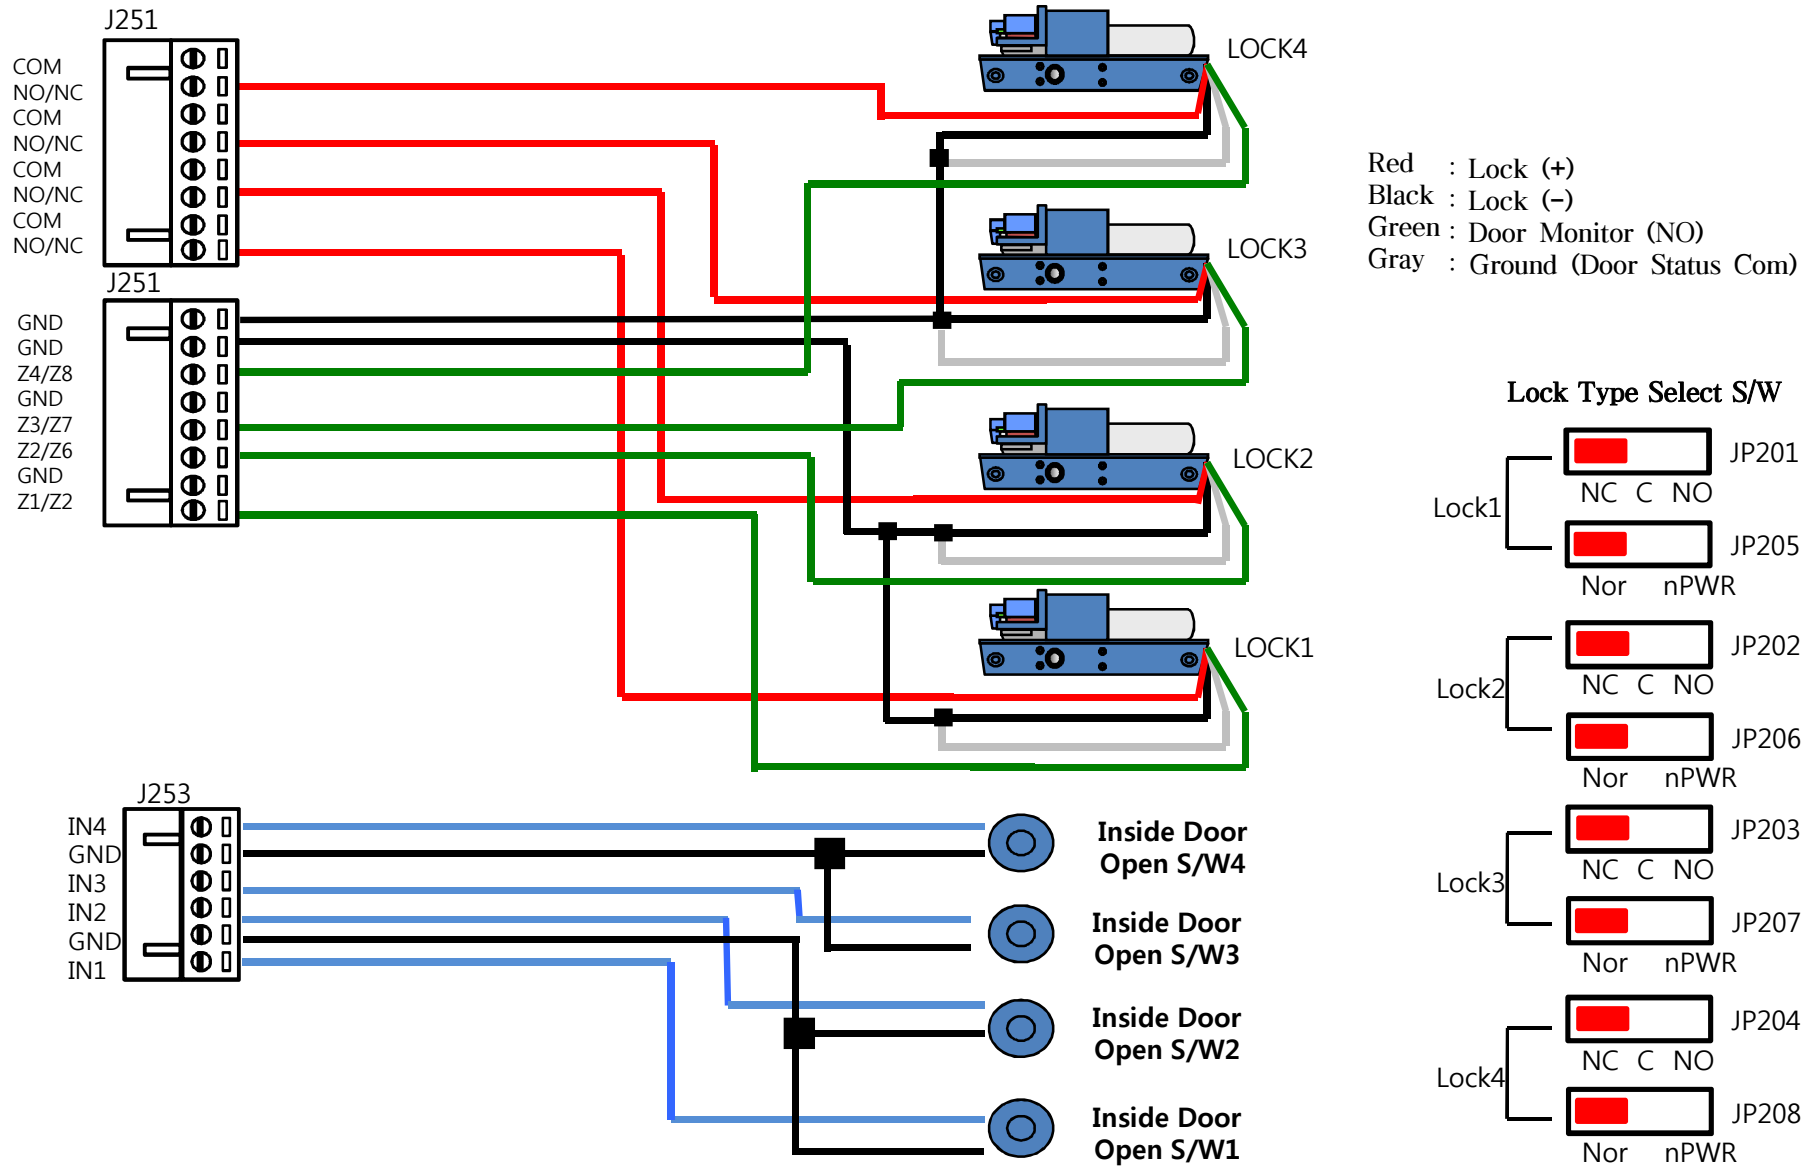 J251
COM
NO/NC
COM
NO/NC
COM
NO/NC
COM
NO/NC
J251
GND
GND
Z4/Z8
GND
Z3/Z7
Z2/Z6
GND
Z1/Z2
LOCK4
LOCK3
LOCK2
LOCK1
Red : Lock (+)
Black : Lock (−)
Green : Door Monitor (NO)
Gray : Ground (Door Status Com)
J253
IN4
GND
IN3
IN2
GND
IN1
Inside Door
Open S/W4
Inside Door
Open S/W3
Inside Door
Open S/W2
Inside Door
Open S/W1
Lock Type Select S/W
Lock1
JP201
NC C NO
JP205
Nor nPWR
Lock2
JP202
NC C NO
JP206
Nor nPWR
Lock3
JP203
NC C NO
JP207
Nor nPWR
Lock4
JP204
NC C NO
JP208
Nor nPWR